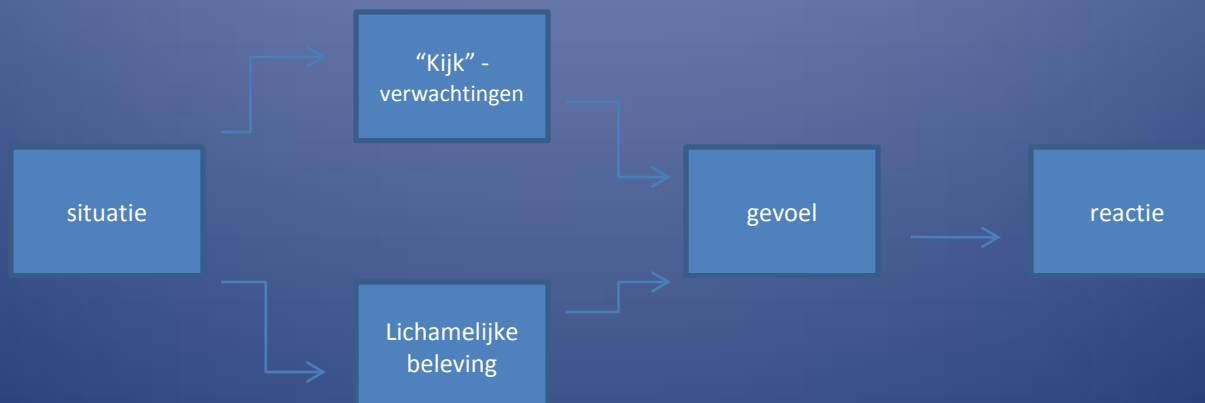 situatie
“Kijk” -
verwachtingen
Lichamelijke
beleving
gevoel
reactie